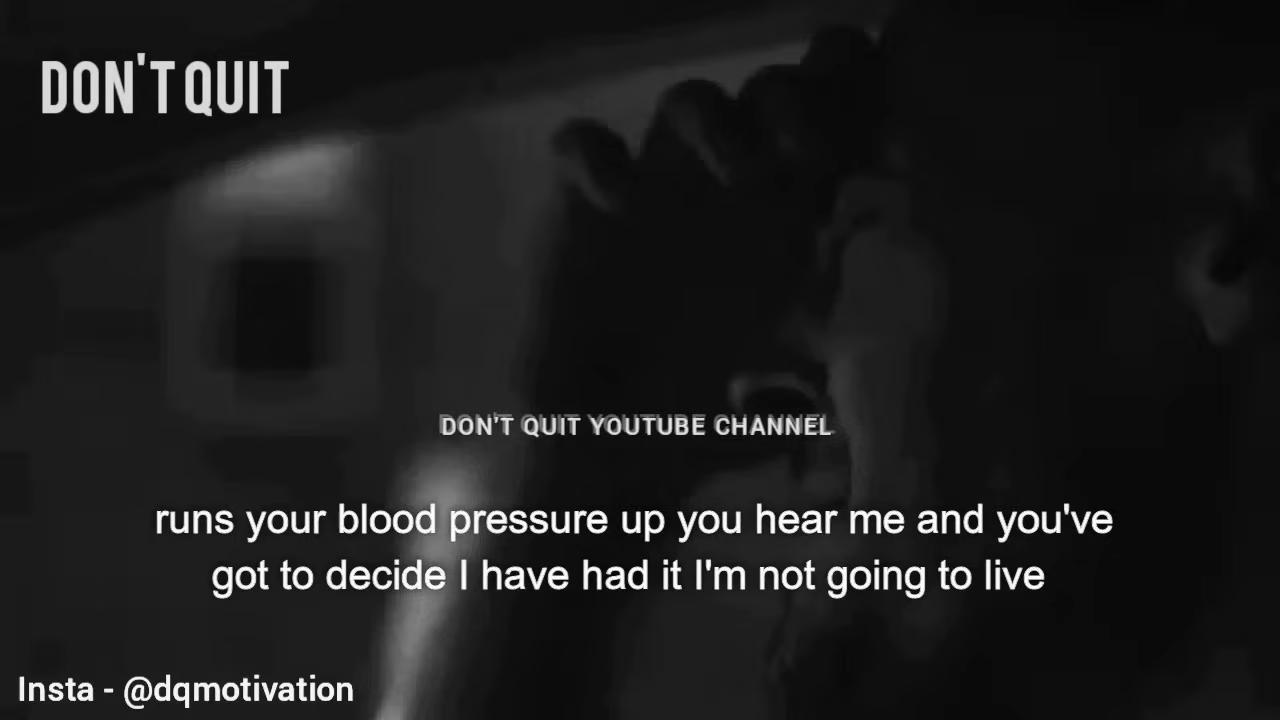 DON'T QUIT
DON'T QUIT YOUTUBE CHANNEL
runs your blood pressure up you hear me and you've
got to decide I have had it I'm not going to live
Insta - @dqmotivation